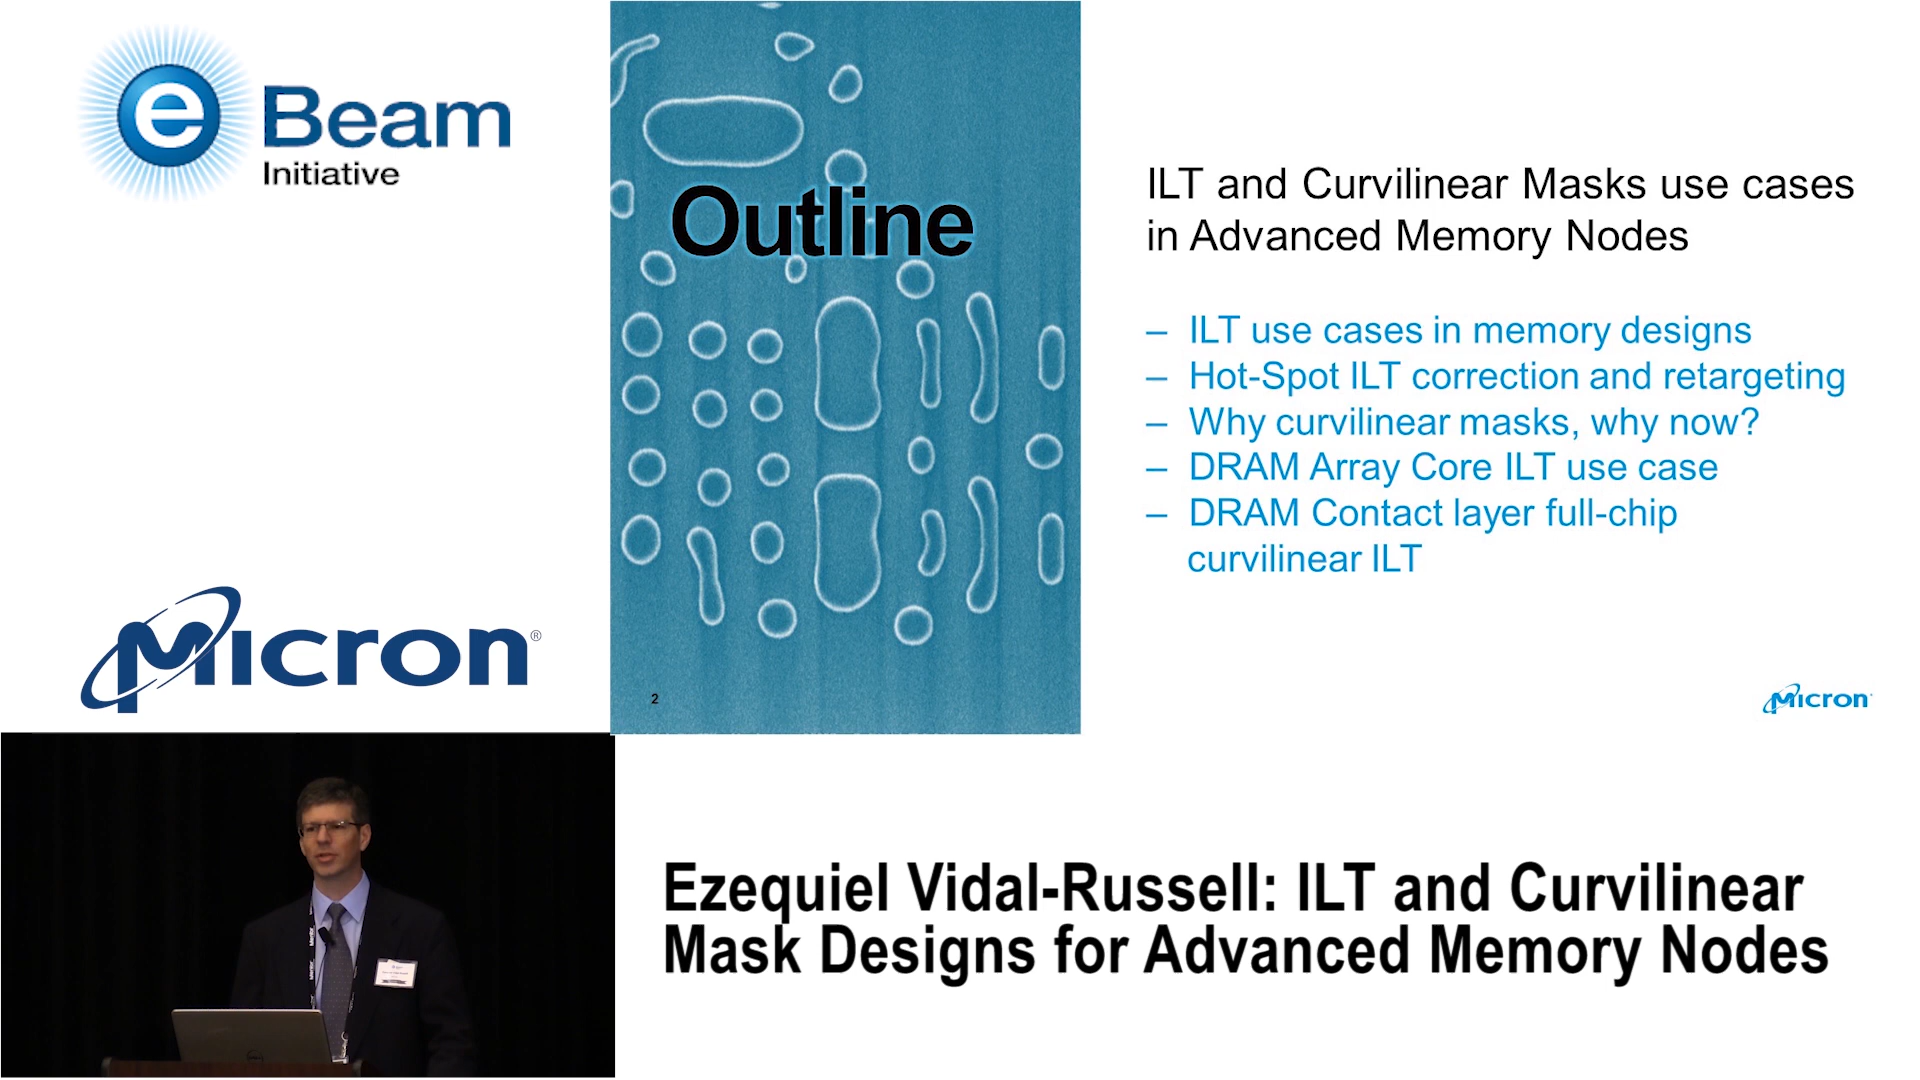 e Beam
Initiative
Micron®
Outline
2
ILT and Curvilinear Masks use cases
in Advanced Memory Nodes
– ILT use cases in memory designs
– Hot-Spot ILT correction and retargeting
– Why curvilinear masks, why now?
– DRAM Array Core ILT use case
– DRAM Contact layer full-chip
curvilinear ILT
Micron
Ezequiel Vidal-Russell: ILT and Curvilinear
Mask Designs for Advanced Memory Nodes